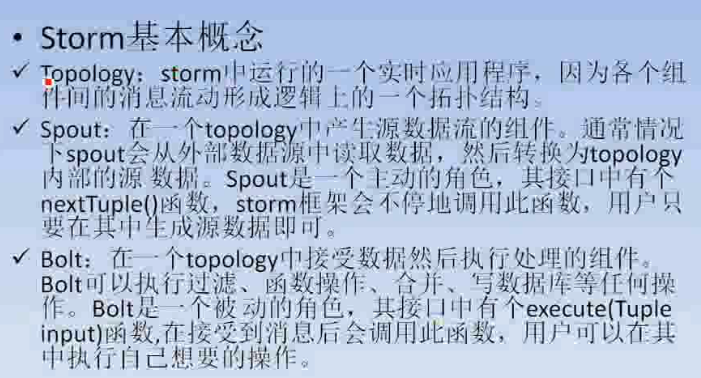 • Storm基本概念
✓ Topology：storm中运行的一个实时应用程序，因为各个组
件间的消息流动形成逻辑上的一个拓扑结构。
✓ Spout：在一个topology中产生源数据流的组件。通常情况
下spout会从外部数据源中读取数据，然后转换为topology
内部的源数据。Spout是一个主动的角色，其接口中有个
nextTuple()函数，storm框架会不停地调用此函数，用户只
要在其中生成源数据即可。
✓ Bolt：在一个topology中接受数据然后执行处理的组件。
Bolt可以执行过滤、函数操作、合并、写数据库等任何操
作。Bolt是一个被动的角色，其接口中有个execute(Tuple
input)函数,在接受到消息后会调用此函数，用户可以在其
中执行自己想要的操作。